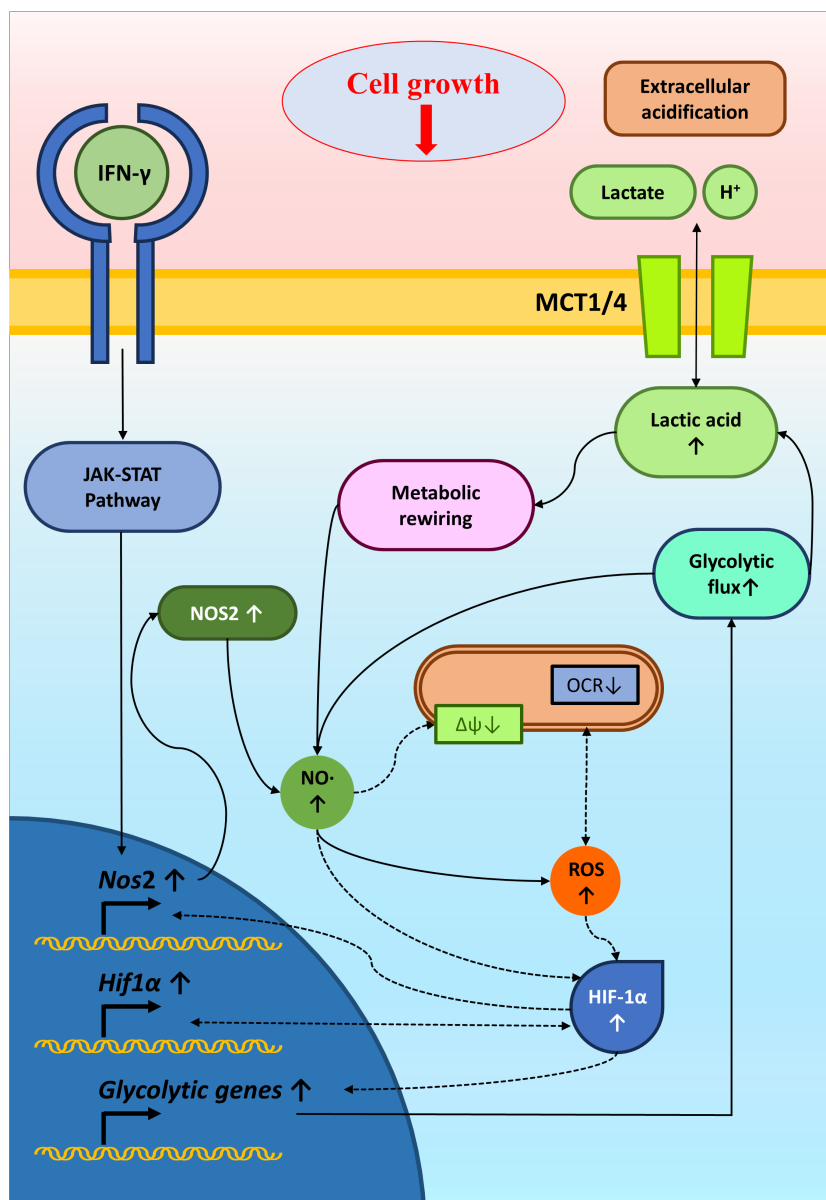 Cell growth
Extracellular
acidification
IFN-γ
Lactate
H⁺
MCT1/4
Lactic acid
↑
JAK-STAT
Pathway
Metabolic
rewiring
Glycolytic
flux↑
NOS2 ↑
OCR↓
Δψ↓
NO·
↑
Nos2 ↑
ROS
↑
Hif1α ↑
HIF-1α
↑
Glycolytic genes ↑